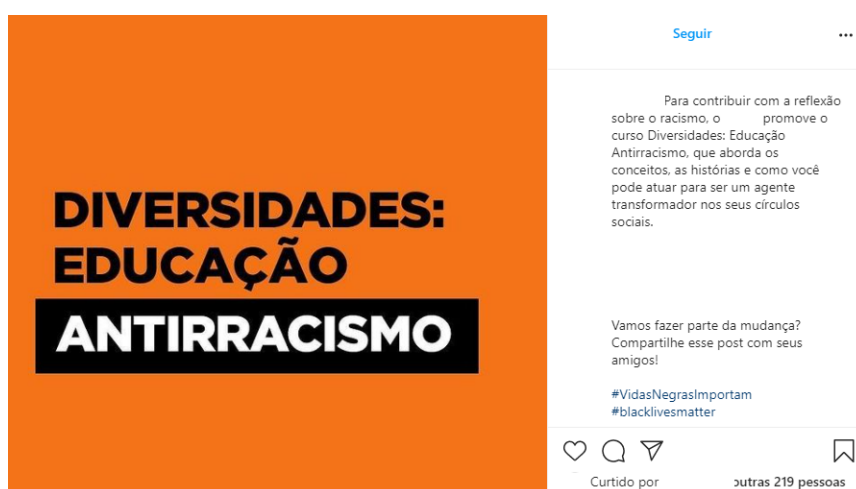 DIVERSIDADES:
EDUCAÇÃO
ANTIRRACISMO
Seguir
Para contribuir com a reflexão
sobre o racismo, o promove o
curso Diversidades: Educação
Antirracismo, que aborda os
conceitos, as histórias e como você
pode atuar para ser um agente
transformador nos seus círculos
sociais.
Vamos fazer parte da mudança?
Compartilhe esse post com seus
amigos!
#VidasNegrasImportam
#blacklivesmatter
Curtido por outras 219 pessoas